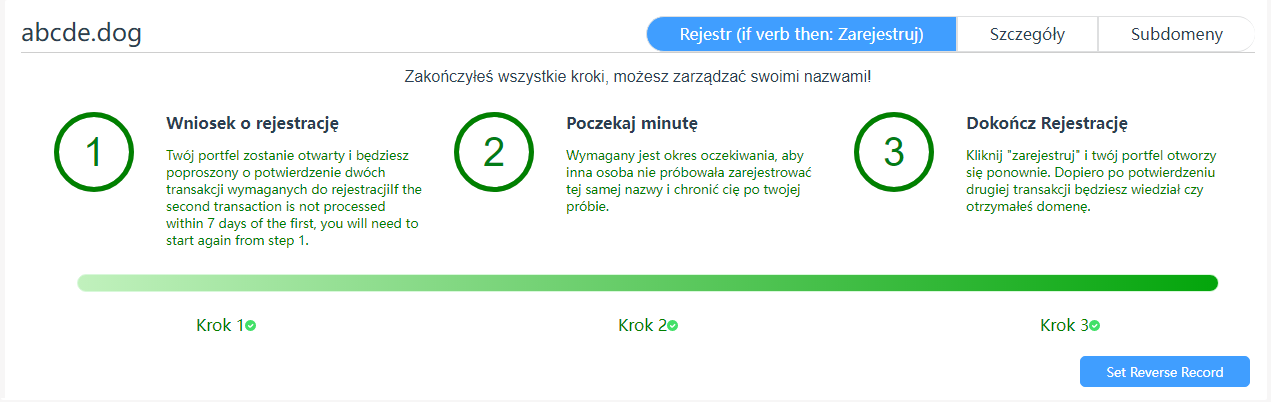 abcde.dog
Rejestr (if verb then: Zarejestruj)
Szczegóły
Subdomeny
Zakończyłeś wszystkie kroki, możesz zarządzać swoimi nazwami!
1
Wniosek o rejestrację
Twój portfel zostanie otwarty i będziesz
poproszony o potwierdzenie dwóch
transakcji wymaganych do rejestracjiIf the
second transaction is not processed
within 7 days of the first, you will need to
start again from step 1.
2
Poczekaj minutę
Wymagany jest okres oczekiwania, aby
inna osoba nie próbowała zarejestrować
tej samej nazwy i chronić cię po twojej
próbie.
3
Dokończ Rejestrację
Kliknij "zarejestruj" i twój portfel otworzy
się ponownie. Dopiero po potwierdzeniu
drugiej transakcji będziesz wiedział czy
otrzymałeś domenę.
Krok 1
Krok 2
Krok 3
Set Reverse Record